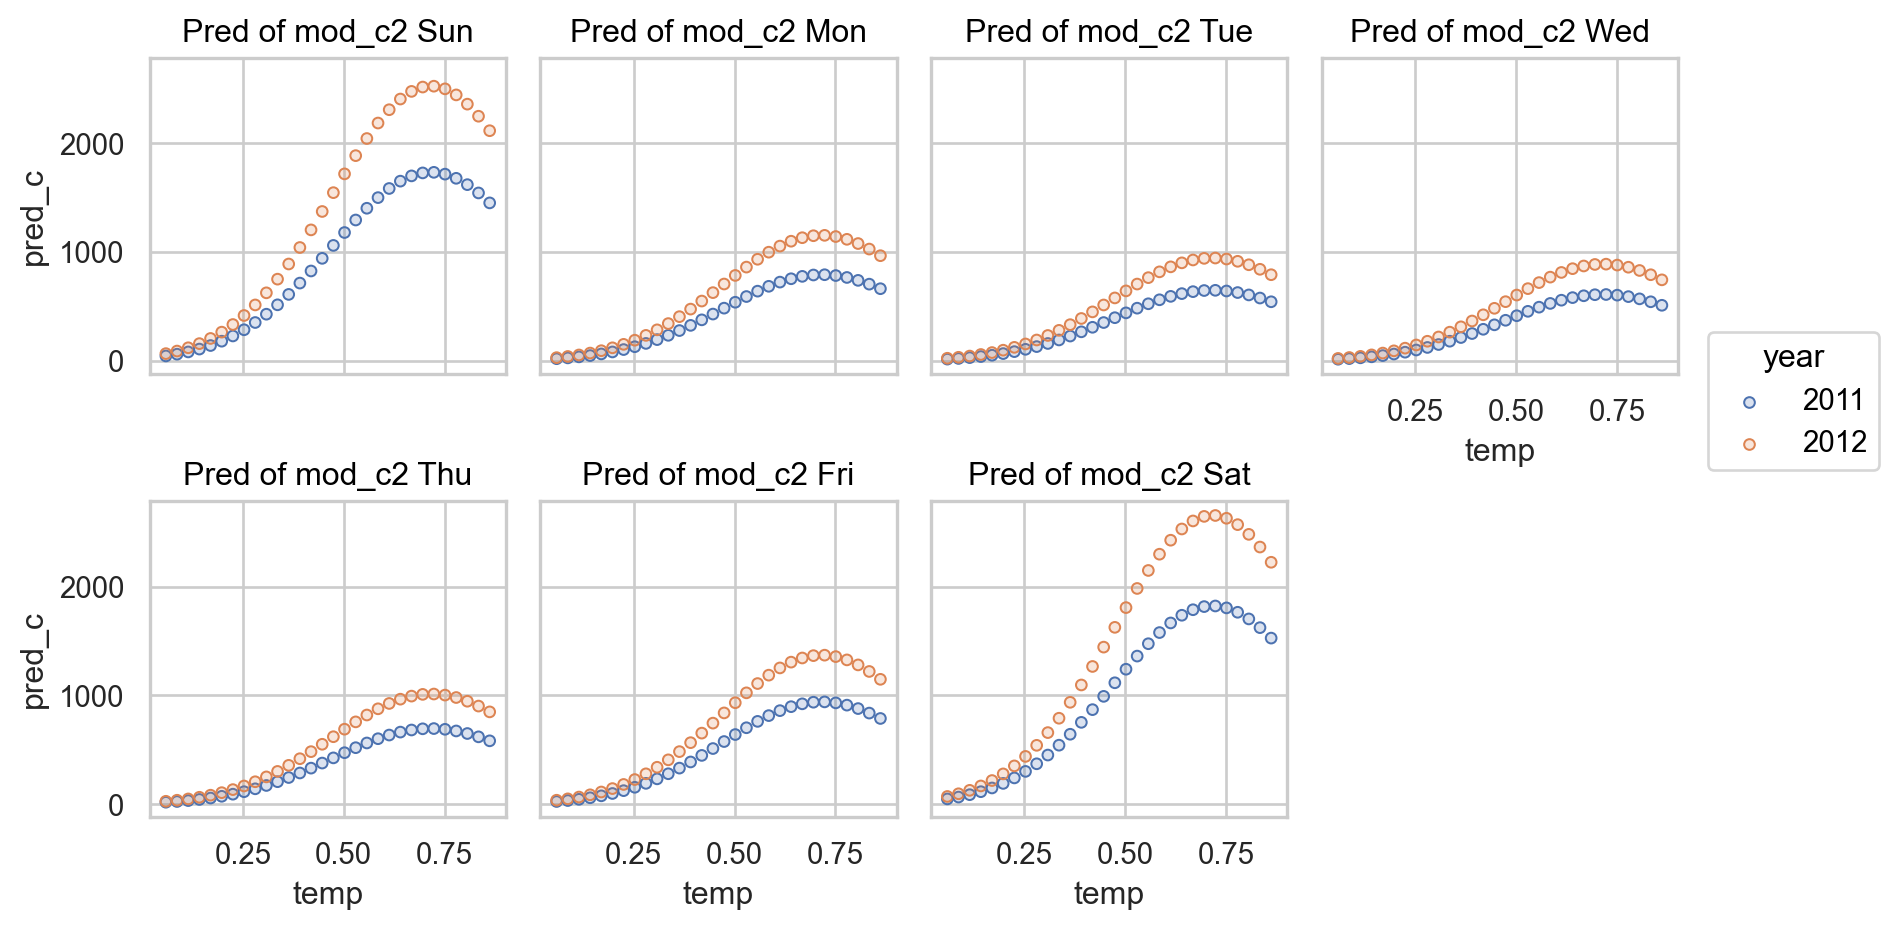 Pred of mod_c2 Sun
Pred of mod_c2 Mon
Pred of mod_c2 Tue
Pred of mod_c2 Wed
pred_c
2000
1000
0
0.25 0.50 0.75
temp
year
2011
2012
Pred of mod_c2 Thu
Pred of mod_c2 Fri
Pred of mod_c2 Sat
pred_c
2000
1000
0
0.25 0.50 0.75
temp
0.25 0.50 0.75
temp
0.25 0.50 0.75
temp